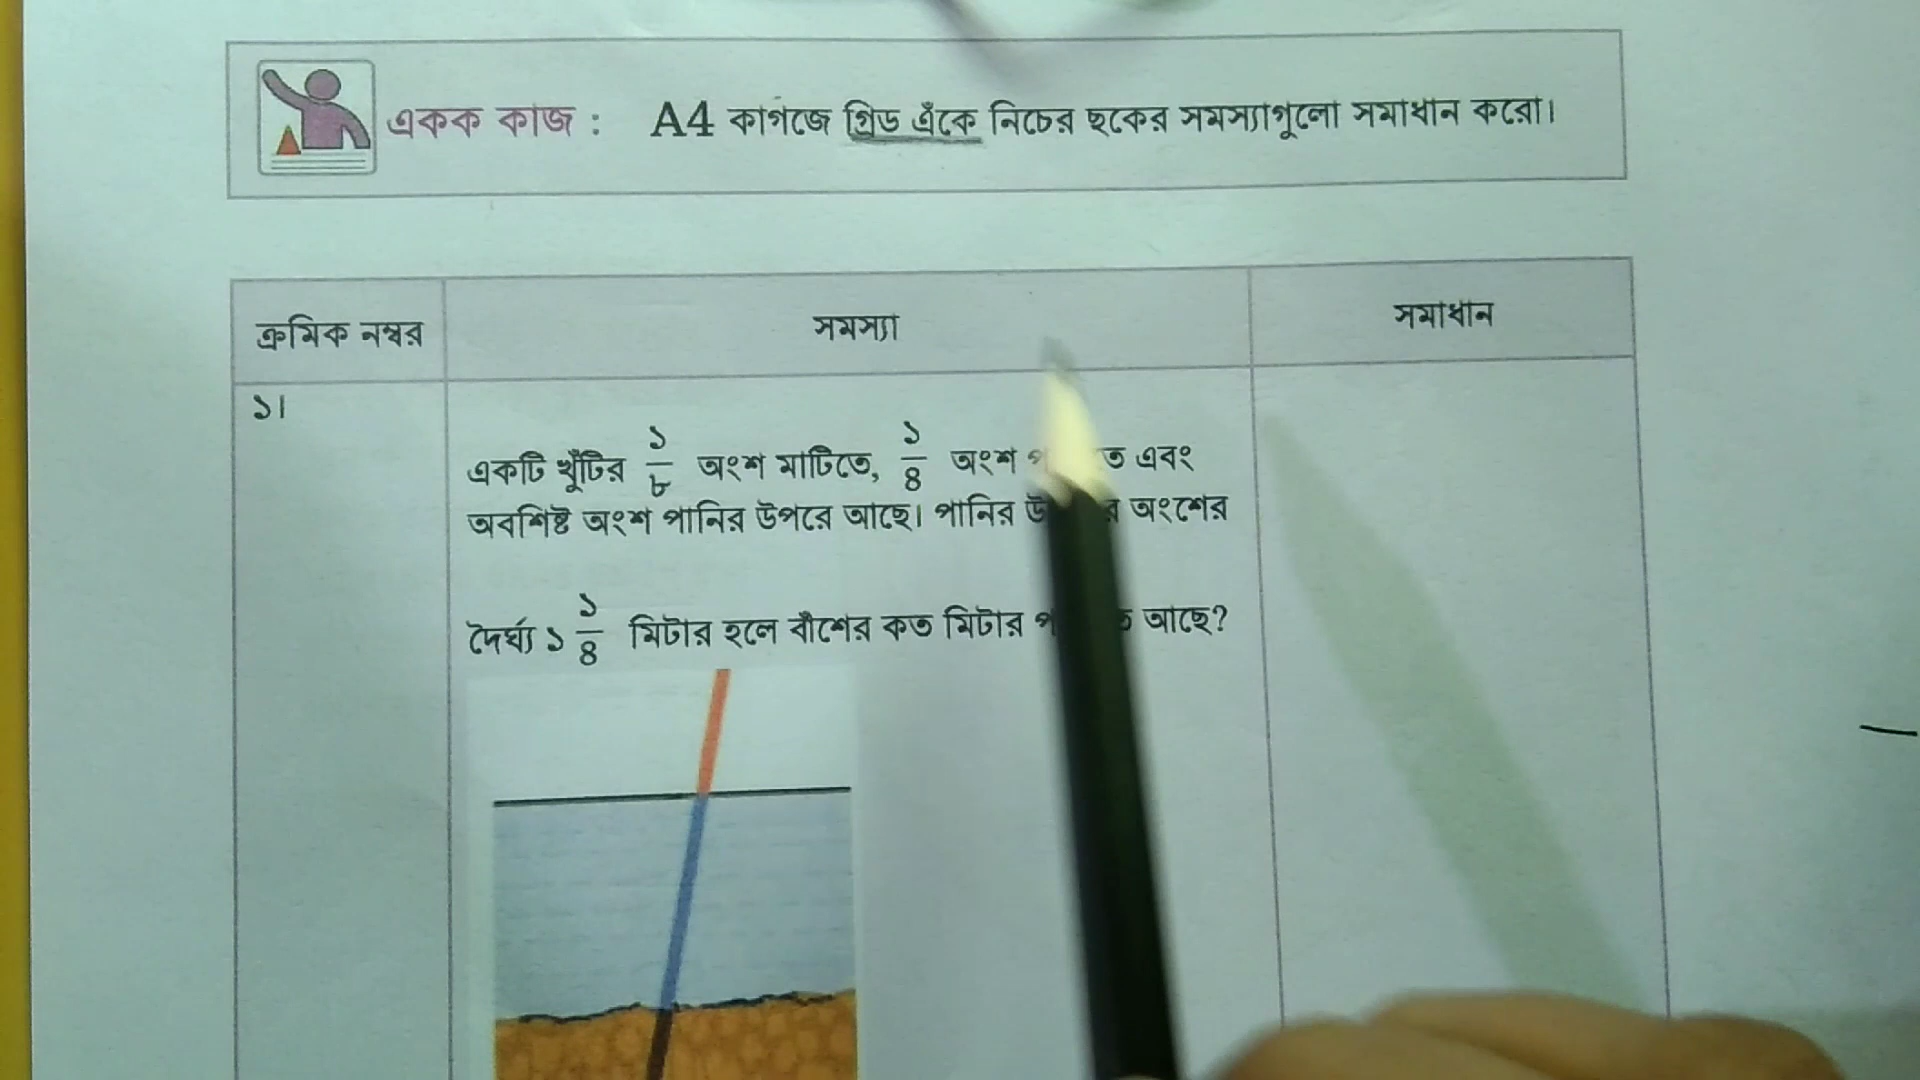 একক কাজ : A4 কাগজে গ্রিড এঁকে নিচের ছকের সমস্যাগুলো সমাধান করো।
ক্রমিক নম্বর সমস্যা সমাধান
১।
একটি খুঁটির ১/৮ অংশ মাটিতে, ১/৪ অংশ এবং
অবশিষ্ট অংশ পানির উপরে আছে। পানির অংশের
দৈর্ঘ্য ১ ১/৪ মিটার হলে বাঁশের কত মিটার আছে?